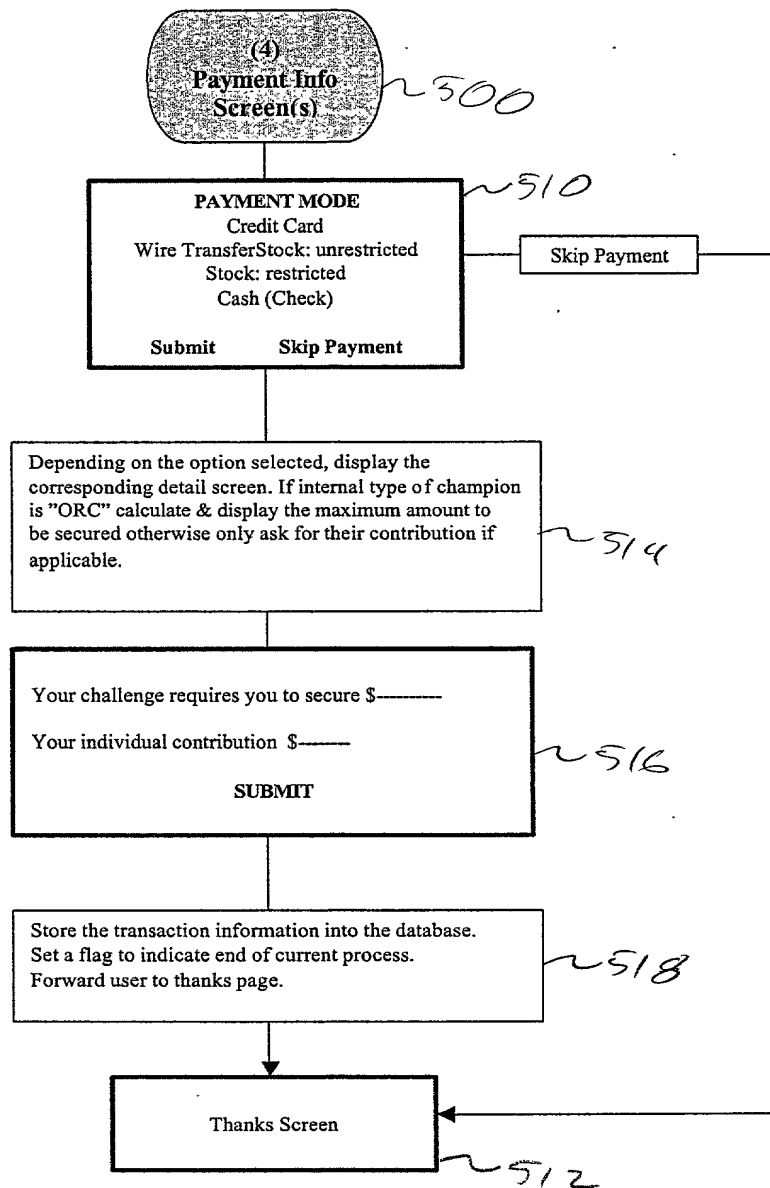 (4)
Payment Info
Screen(s)
500
PAYMENT MODE
Credit Card
Wire TransferStock: unrestricted
Stock: restricted
Cash (Check)
Submit Skip Payment
510
Skip Payment
Depending on the option selected, display the
corresponding detail screen. If internal type of champion
is ”ORC” calculate & display the maximum amount to
be secured otherwise only ask for their contribution if
applicable.
514
Your challenge requires you to secure $----------
Your individual contribution $--------
SUBMIT
516
Store the transaction information into the database.
Set a flag to indicate end of current process.
Forward user to thanks page.
518
Thanks Screen
512